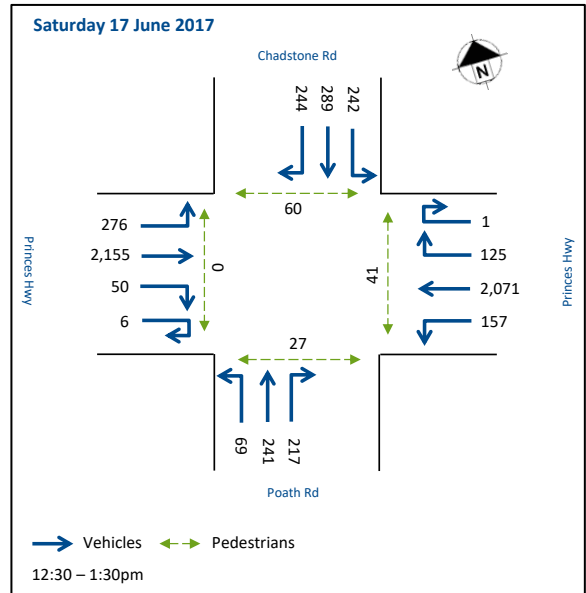 Saturday 17 June 2017
Chadstone Rd
N
244 289 242
60
276
2,155
50
6
0
41
1
125
2,071
157
Princes Hwy
Princes Hwy
27
69 241 217
Poath Rd
Vehicles Pedestrians
12:30 – 1:30pm